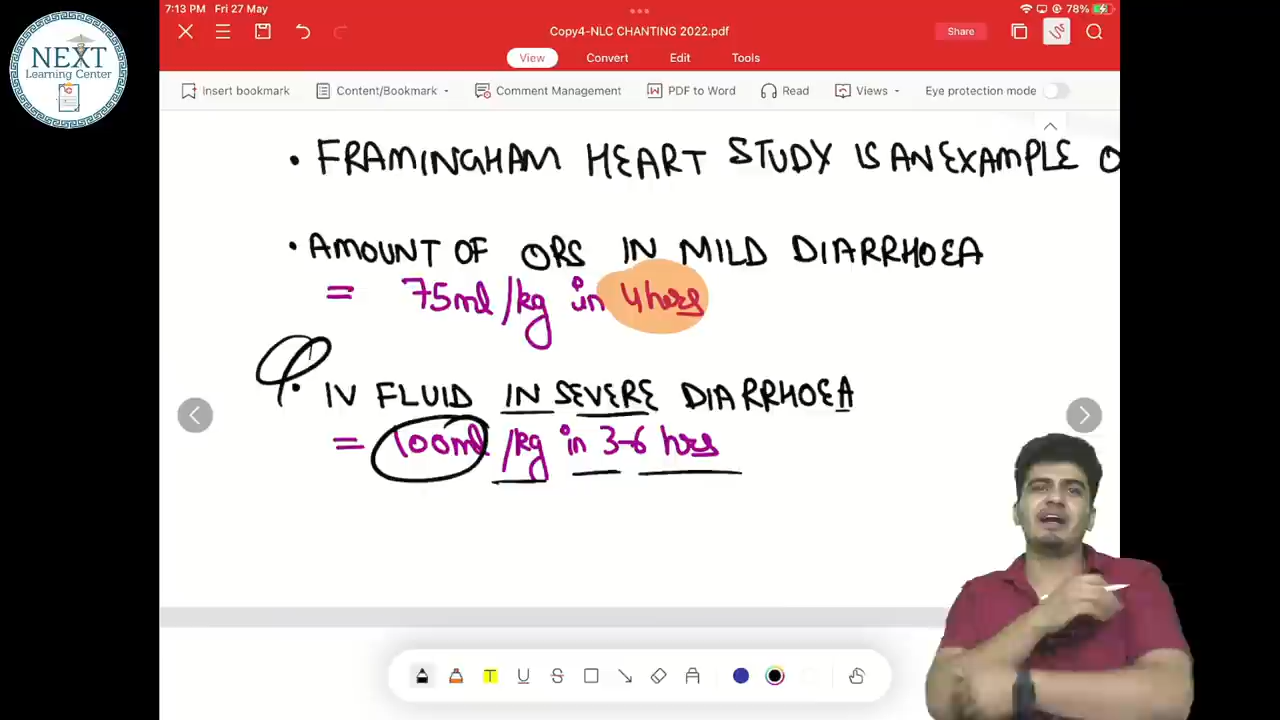 7:13 PM Fri 27 May
78%
NEXT
Learning Center
Copy4-NLC CHANTING 2022.pdf
Share
View Convert Edit Tools
Insert bookmark Content/Bookmark Comment Management PDF to Word Read Views Eye protection mode
• FRAMINGHAM HEART STUDY IS AN EXAMPLE O
• AMOUNT OF ORS IN MILD DIARRHOEA
= 75ml/kg in 4 hrs
• IV FLUID IN SEVERE DIARRHOEA
= 100ml/kg in 3-6 hrs
T U S A